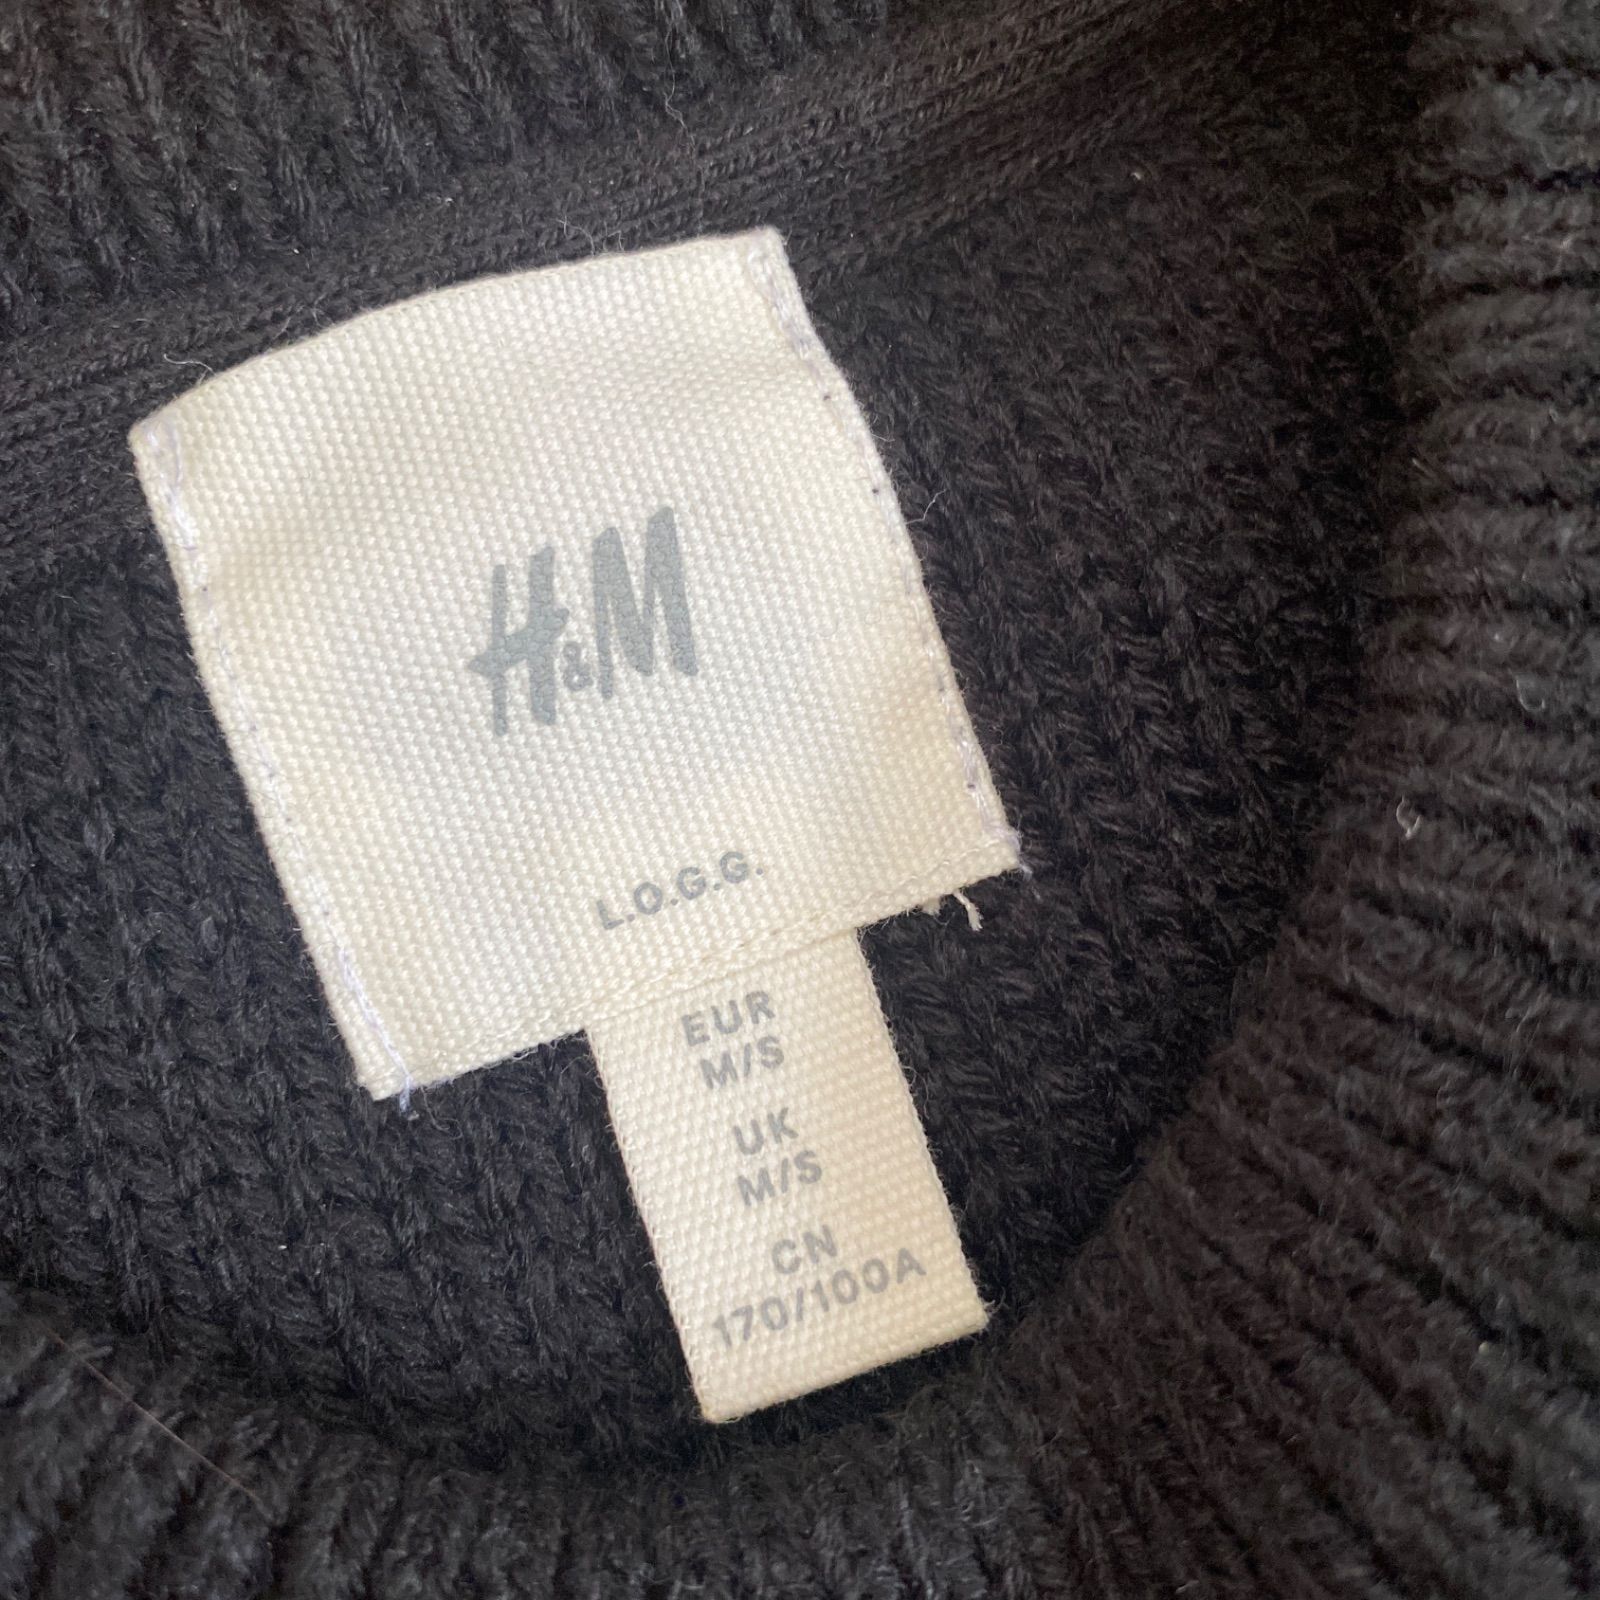 H&M
L.O.G.G.
EUR
M/S
UK
M/S
CN
170/100A